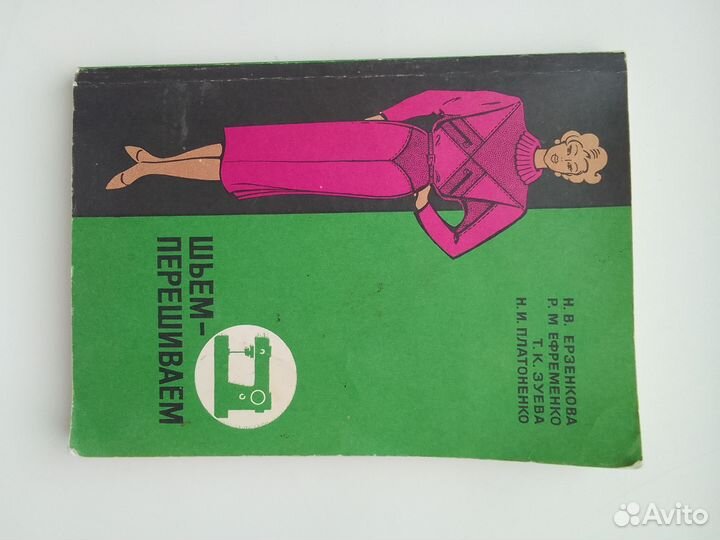 Н. В. ЕРЗЕНКОВА
Р. М ЕФРЕМЕНКО
Т. К. ЗУЕВА
Н. И. ПЛАТОНЕНКО
ШЬЕМ–
ПЕРЕШИВАЕМ
Avito